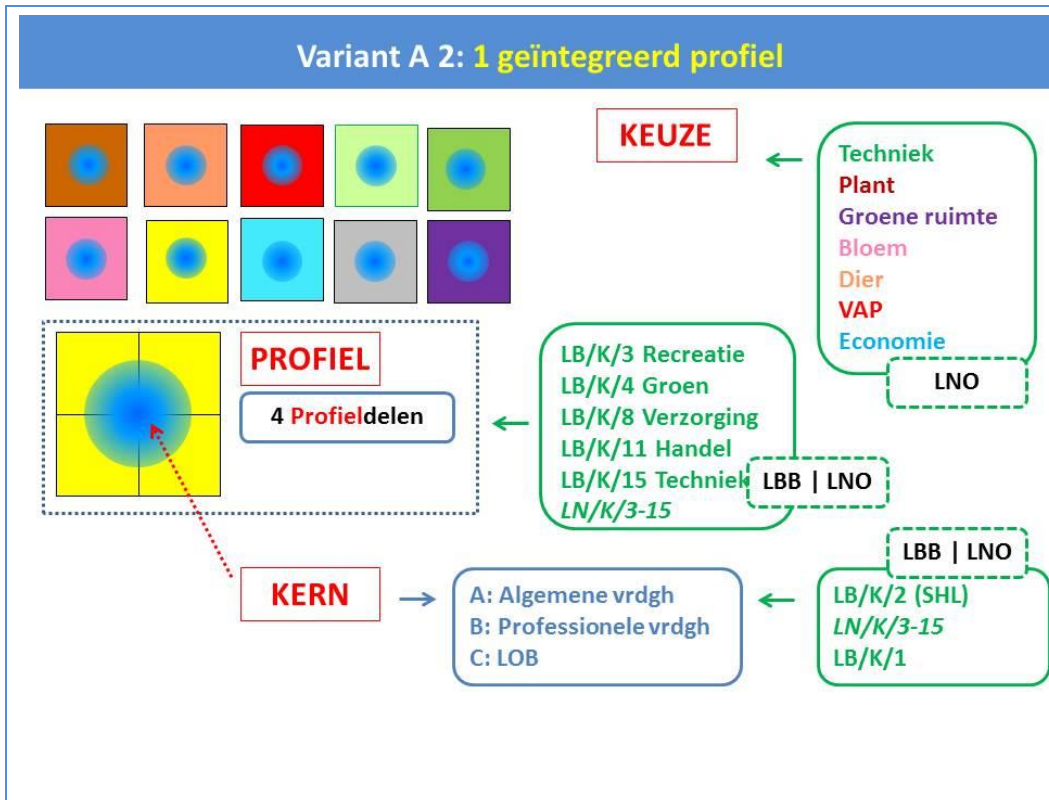 Variant A 2: 1 geïntegreerd profiel
KEUZE
Techniek
Plant
Groene ruimte
Bloem
Dier
VAP
Economie
LNO
PROFIEL
4 Profieldelen
LB/K/3 Recreatie
LB/K/4 Groen
LB/K/8 Verzorging
LB/K/11 Handel
LB/K/15 Techniek
LN/K/3-15
LBB | LNO
KERN
A: Algemene vrdgh
B: Professionele vrdgh
C: LOB
LBB | LNO
LB/K/2 (SHL)
LN/K/3-15
LB/K/1